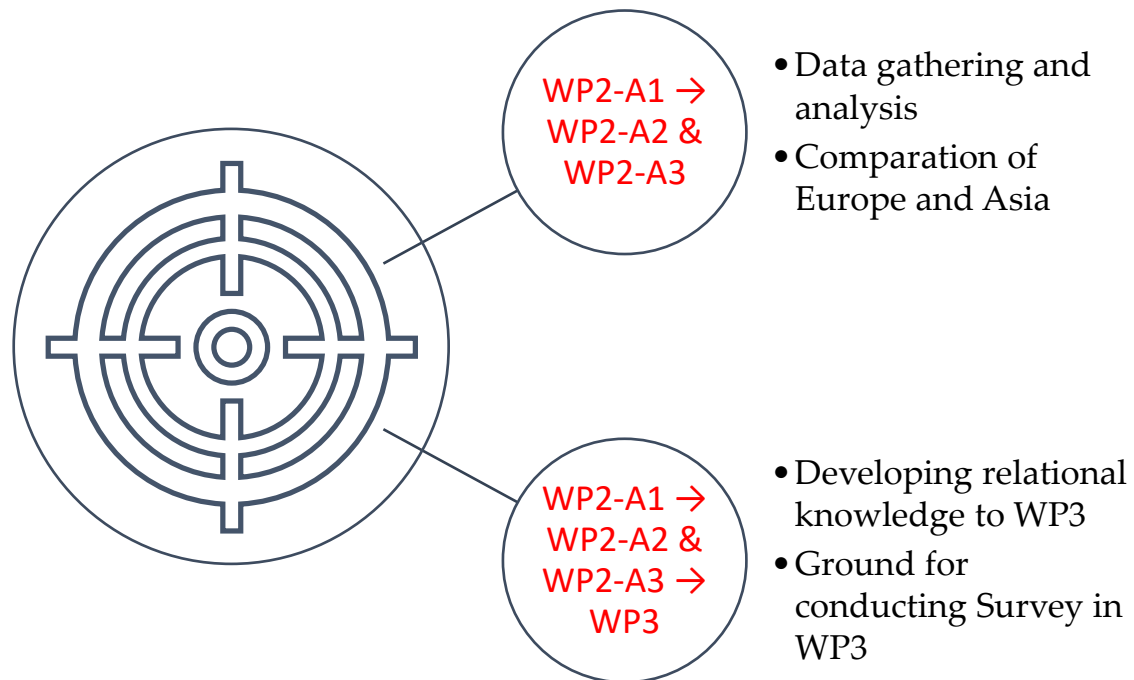 WP2-A1 →
WP2-A2 &
WP2-A3
• Data gathering and
analysis
• Comparation of
Europe and Asia
WP2-A1 →
WP2-A2 &
WP2-A3 →
WP3
• Developing relational
knowledge to WP3
• Ground for
conducting Survey in
WP3